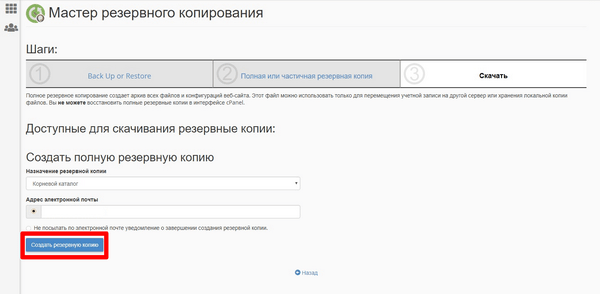 Мастер резервного копирования
Шаги:
1 Back Up or Restore 2 Полная или частичная резервная копия 3 Скачать
Полное резервное копирование создает архив всех файлов и конфигураций веб-сайта. Этот файл можно использовать только для перемещения учетной записи на другой сервер или хранения локальной копии
файлов. Вы не можете восстановить полные резервные копии в интерфейсе cPanel.
Доступные для скачивания резервные копии:
Создать полную резервную копию
Назначение резервной копии
Корневой каталог
Адрес электронной почты
Не посылать по электронной почте уведомление о завершении создания резервной копии.
Создать резервную копию
Назад